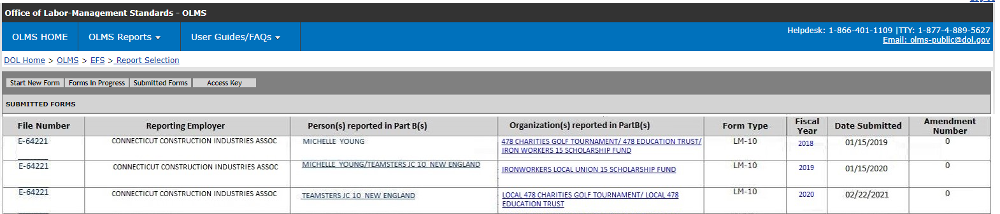 Office of Labor-Management Standards - OLMS
OLMS HOME OLMS Reports User Guides/FAQs Helpdesk: 1-866-401-1109 |TTY: 1-877-4-889-5627
Email: olms-public@dol.gov
DOL Home > OLMS > EFS > Report Selection
Start New Form Forms In Progress Submitted Forms Access Key
SUBMITTED FORMS
File Number Reporting Employer Person(s) reported in Part B(s) Organization(s) reported in PartB(s) Form Type Fiscal Year Date Submitted Amendment Number
E-64221 CONNECTICUT CONSTRUCTION INDUSTRIES ASSOC MICHELLE YOUNG 478 CHARITIES GOLF TOURNAMENT/ 478 EDUCATION TRUST/ LM-10 2018 01/15/2019 0
IRON WORKERS 15 SCHOLARSHIP FUND
E-64221 CONNECTICUT CONSTRUCTION INDUSTRIES ASSOC MICHELLE YOUNG/TEAMSTERS JC 10 NEW ENGLAND IRONWORKERS LOCAL UNION 15 SCHOLARSHIP FUND LM-10 2019 01/15/2020 0
E-64221 CONNECTICUT CONSTRUCTION INDUSTRIES ASSOC TEAMSTERS JC 10 NEW ENGLAND LOCAL 478 CHARITIES GOLF TOURNAMENT/ LOCAL 478 LM-10 2020 02/22/2021 0
EDUCATION TRUST